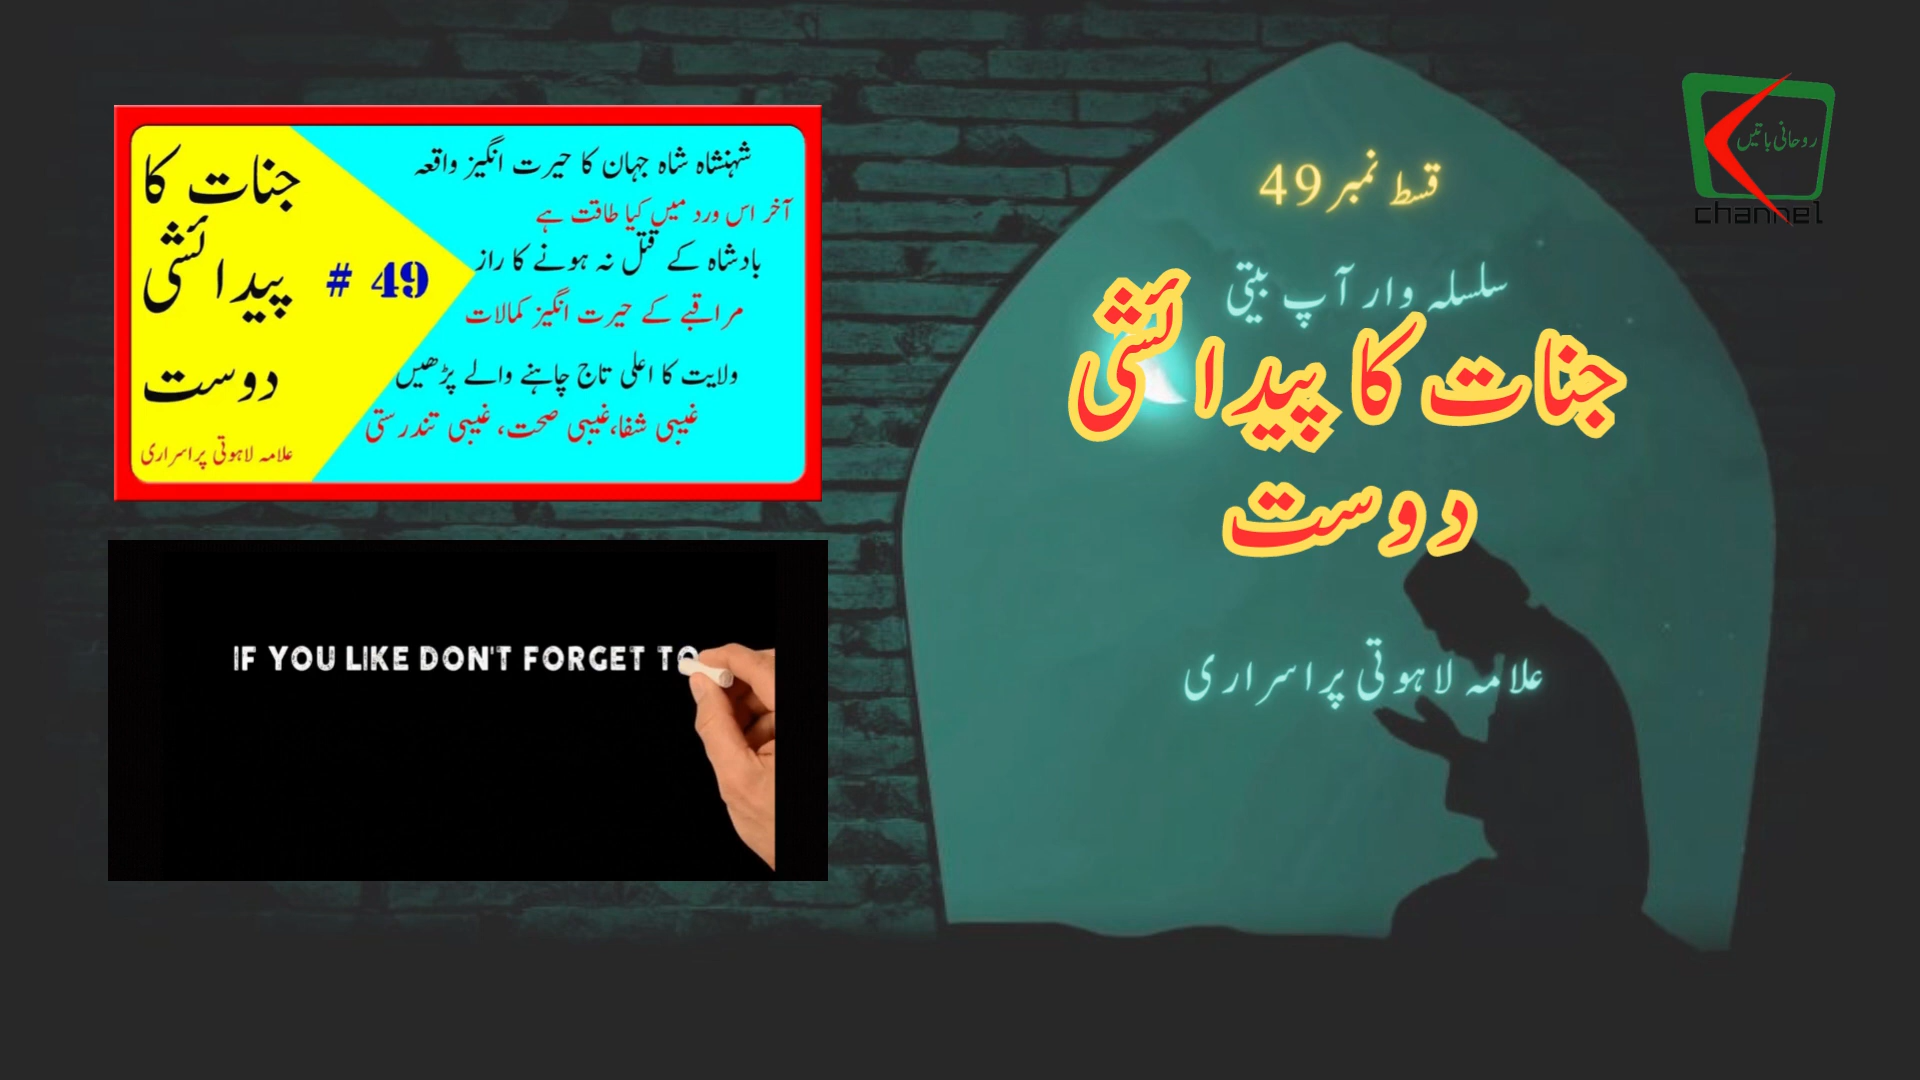 جنات کا
پیدائشی
دوست
# 49
علامہ لاہوتی پراسراری
شہنشاہ شاہ جہان کا حیرت انگیز واقعہ
آخر اس ورد میں کیا طاقت ہے
بادشاہ کے قتل نہ ہونے کا راز
مراقبے کے حیرت انگیز کمالات
ولایت کا اعلی تاج چاہنے والے پڑھیں
غیبی شفا،غیبی صحت، غیبی تندرستی
IF YOU LIKE DON'T FORGET TO
قسط نمبر 49
سلسلہ وار آپ بیتی
جنات کا پیدائشی
دوست
علامہ لاہوتی پراسراری
روحانی باتیں
channel